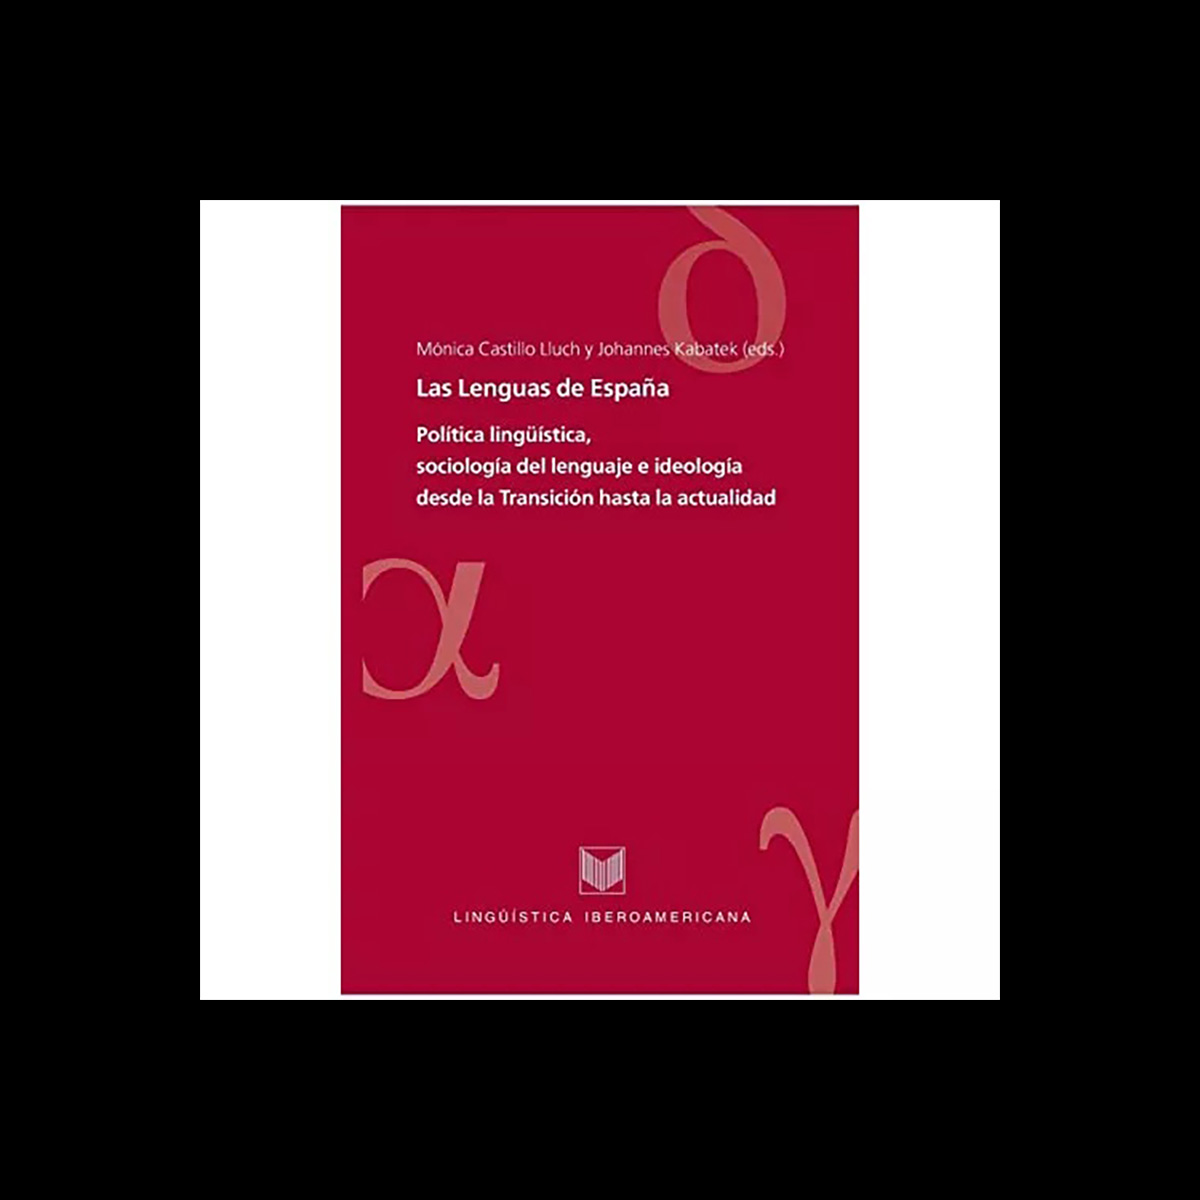 Mónica Castillo Lluch y Johannes Kabatek (eds.)
Las Lenguas de España
Política lingüística,
sociología del lenguaje e ideología
desde la Transición hasta la actualidad
α
γ
LINGÜÍSTICA IBEROAMERICANA